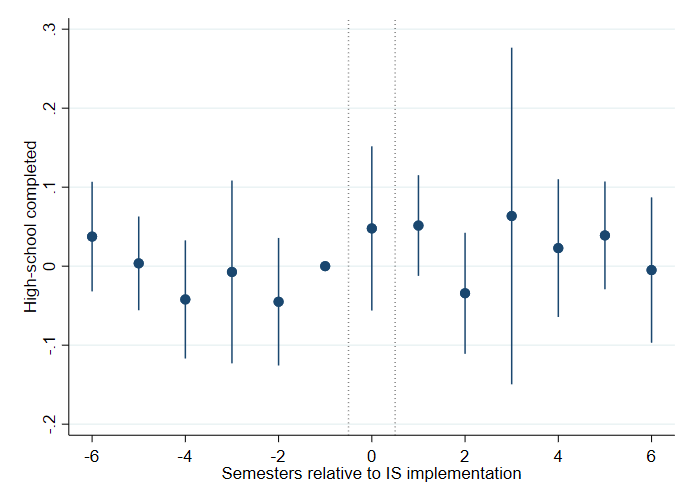 High-school completed
.3
.2
.1
0
-.1
-.2
-6 -4 -2 0 2 4 6
Semesters relative to IS implementation